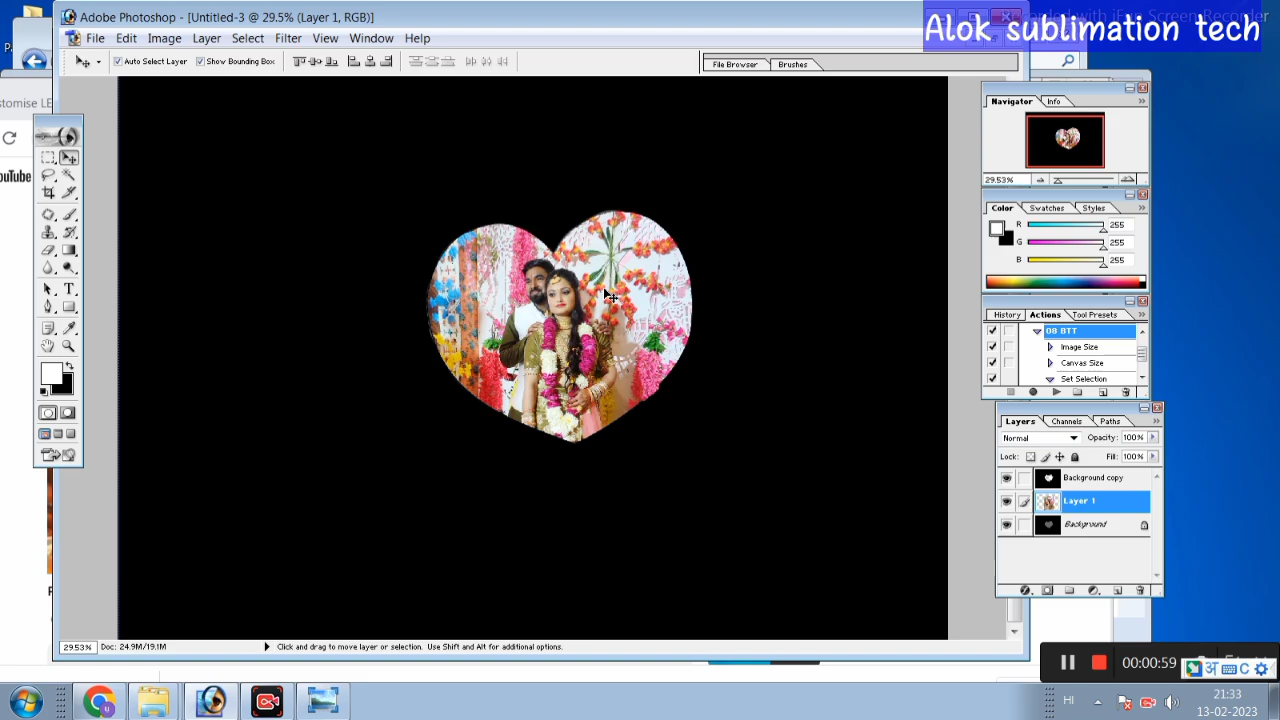 Adobe Photoshop - [Untitled-3 @ 29.5% (Layer 1, RGB)]
Alok sublimation tech
File Edit Image Layer Select Filter View Window Help
Auto Select Layer Show Bounding Box
File Browser Brushes
stomise LE
ouTube
Navigator Info
29.53%
Color Swatches Styles
R 255
G 255
B 255
History Actions Tool Presets
08 BTT
Image Size
Canvas Size
Set Selection
Layers Channels Paths
Normal Opacity: 100%
Lock: Fill: 100%
Background copy
Layer 1
Background
29.53% Doc: 24.9M/19.1M Click and drag to move layer or selection. Use Shift and Alt for additional options.
00:00:59
अ C
HI
21:33
13-02-2023